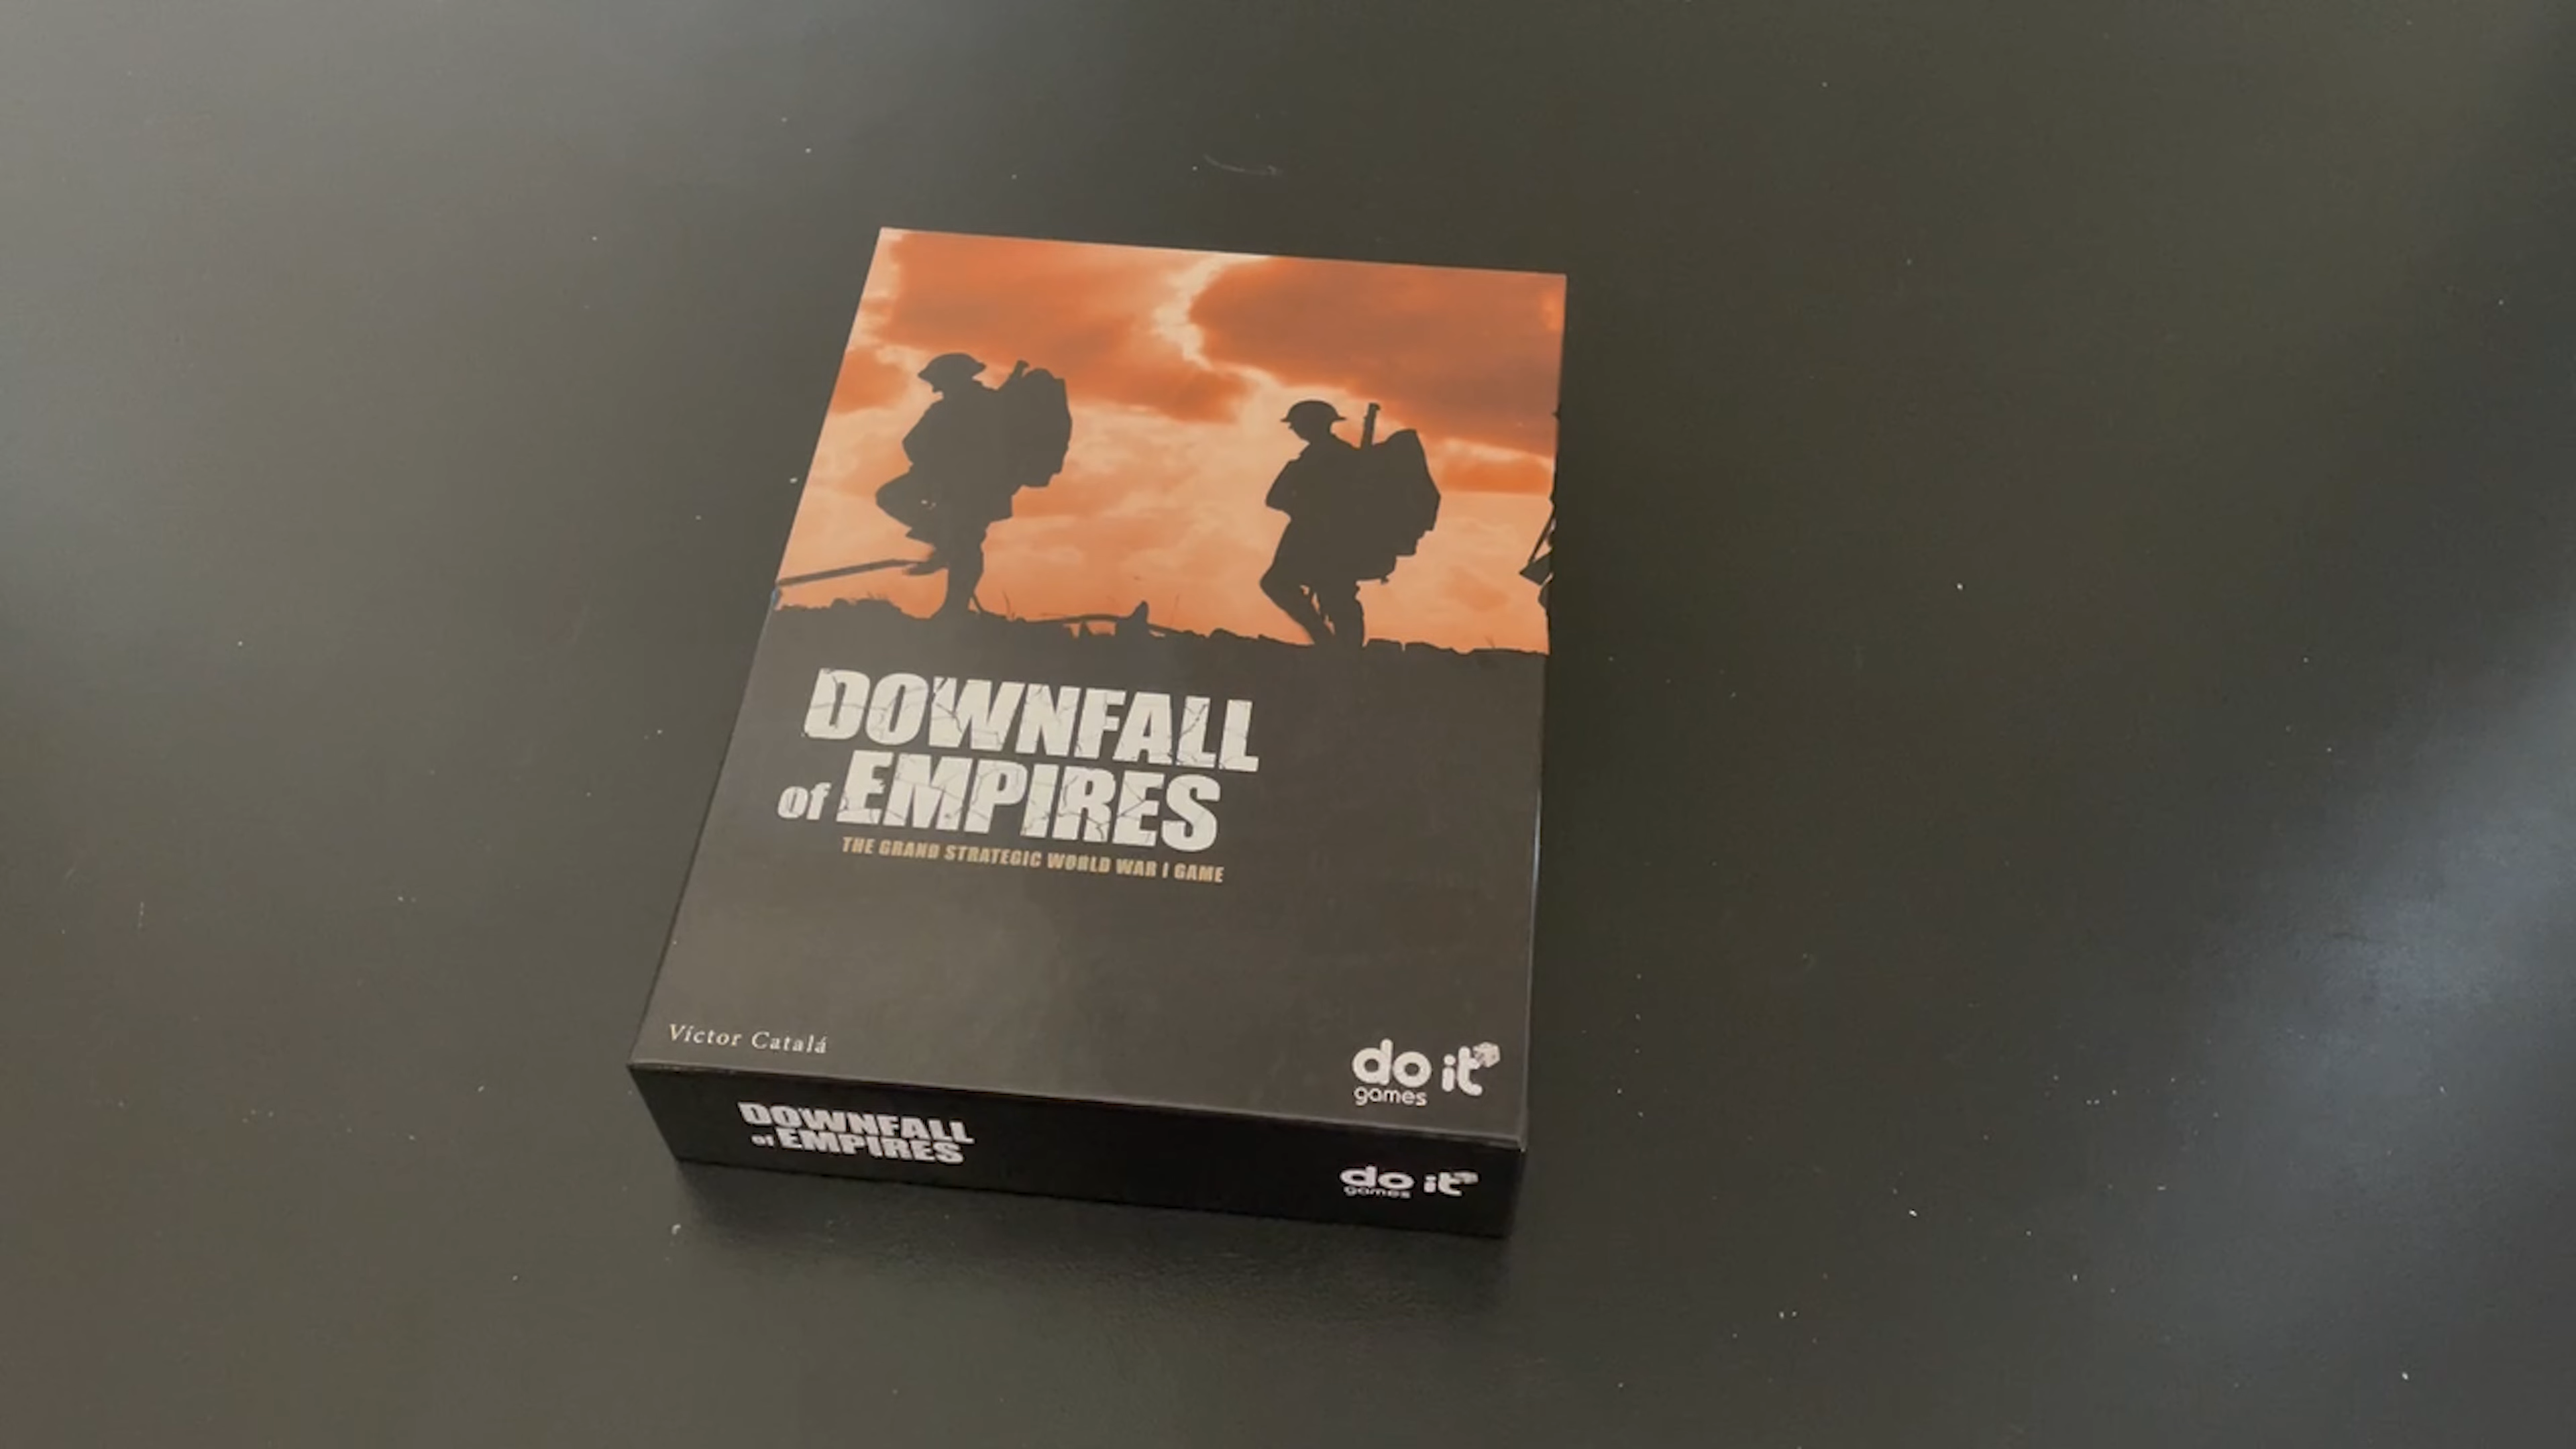 DOWNFALL
of EMPIRES
THE GRAND STRATEGIC WORLD WAR I GAME
Víctor Catalá
do it
games
DOWNFALL
of EMPIRES
do it
games